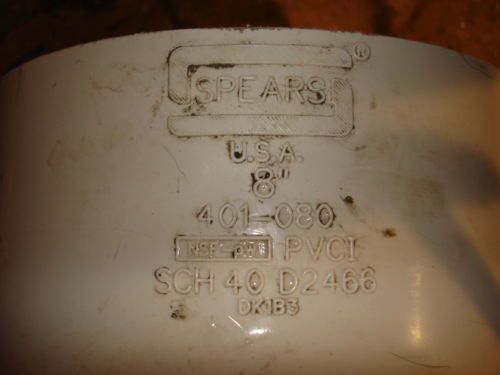 SPEARS ®
U.S.A.
8"
401-080
NSF-pw PVCI
SCH 40 D2466
DK1B3